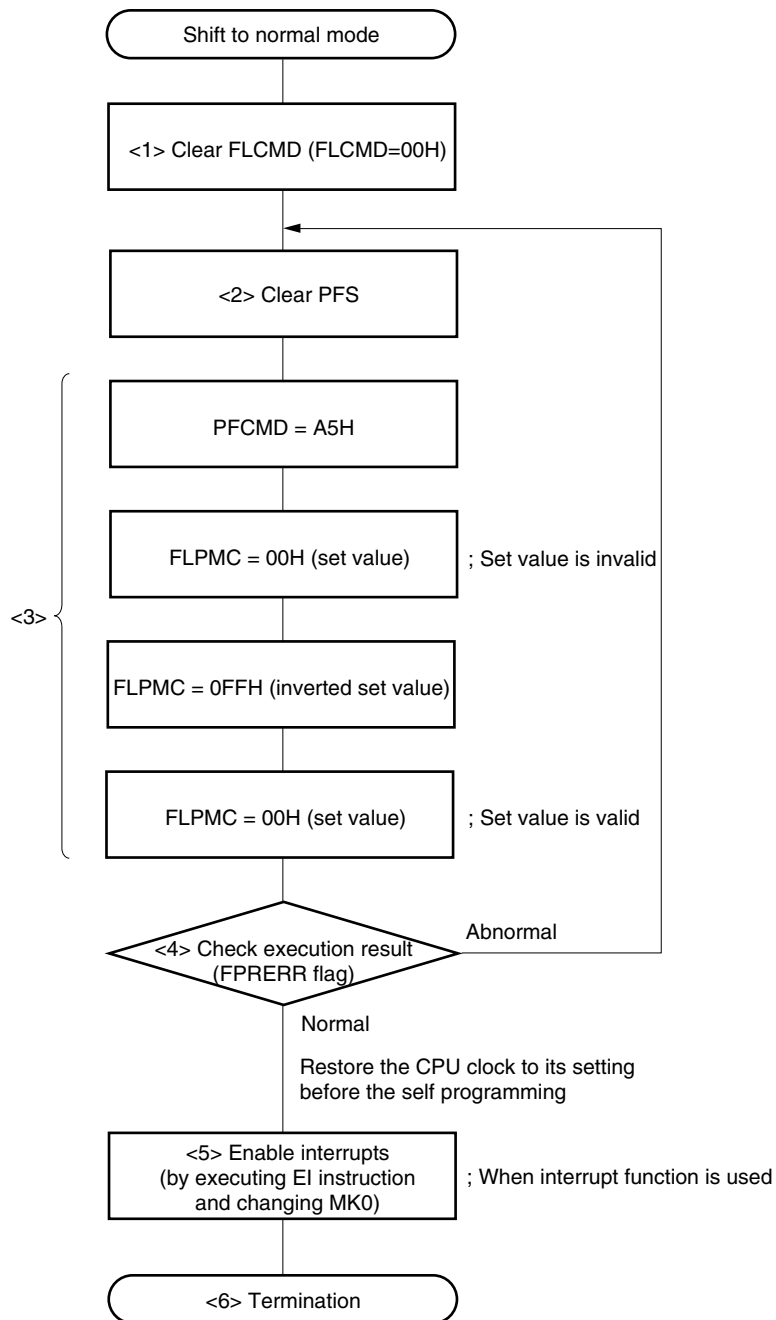 Shift to normal mode
<1> Clear FLCMD (FLCMD=00H)
<2> Clear PFS
PFCMD = A5H
FLPMC = 00H (set value)
; Set value is invalid
<3>
FLPMC = 0FFH (inverted set value)
FLPMC = 00H (set value)
; Set value is valid
<4> Check execution result
(FPRERR flag)
Abnormal
Normal
Restore the CPU clock to its setting
before the self programming
<5> Enable interrupts
(by executing EI instruction
and changing MK0)
; When interrupt function is used
<6> Termination